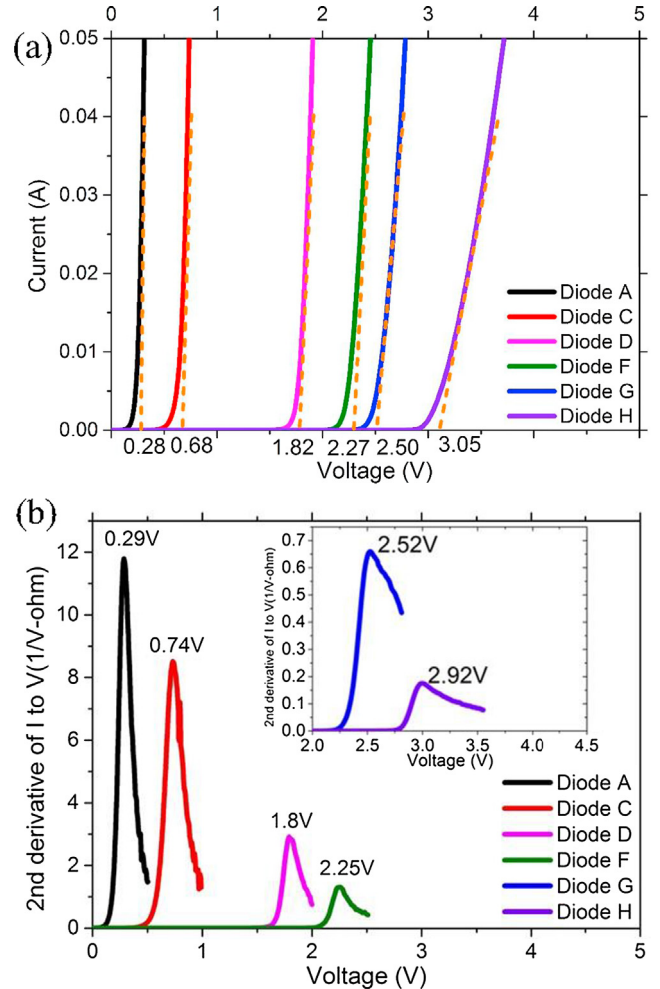 0 1 2 3 4 5
(a)
0.05
0.04
0.03
0.02
0.01
0.00
Current (A)
Diode A
Diode C
Diode D
Diode F
Diode G
Diode H
0.28 0.68 1.82 2.27 2.50 3.05
Voltage (V)
(b)
12
10
8
6
4
2
0
2nd derivative of I to V(1/V-ohm)
0.29V
0.74V
1.8V
2.25V
0.7
0.6
0.5
0.4
0.3
0.2
0.1
0.0
2nd derivative of I to V(1/V-ohm)
2.52V
2.92V
2.0 2.5 3.0 3.5 4.0 4.5
Voltage (V)
Diode A
Diode C
Diode D
Diode F
Diode G
Diode H
0 1 2 3 4 5
Voltage (V)